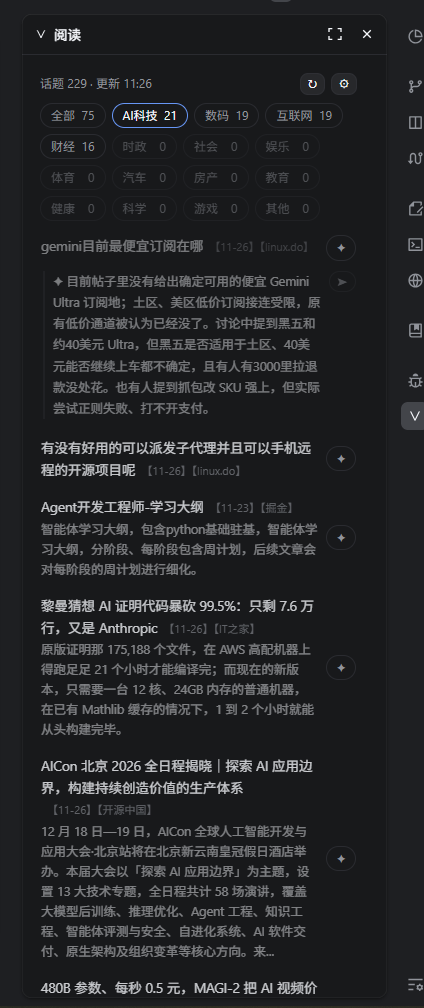 阅读
话题 229 · 更新 11:26
全部 75 AI科技 21 数码 19 互联网 19
财经 16 时政 0 社会 0 娱乐 0
体育 0 汽车 0 房产 0 教育 0
健康 0 科学 0 游戏 0 其他 0
gemini目前最便宜订阅在哪 【11-26】【linux.do】
✦ 目前帖子里没有给出确定可用的便宜 Gemini
Ultra 订阅地；土区、美区低价订阅接连受限，原
有低价通道被认为已经没了。讨论中提到黑五和
约40美元 Ultra，但黑五是否适用于土区、40美
元能否继续上车都不确定，且有人有3000里拉退
款没处花。也有人提到抓包改 SKU 强上，但实际
尝试正则失败、打不开支付。
有没有好用的可以派发子代理并且可以手机远
程的开源项目呢 【11-26】【linux.do】
Agent开发工程师-学习大纲 【11-23】【掘金】
智能体学习大纲，包含python基础驻基，智能体学
习大纲，分阶段、每阶段包含周计划，后续文章会
对每阶段的周计划进行细化。
黎曼猜想 AI 证明代码暴砍 99.5%：只剩 7.6 万
行，又是 Anthropic 【11-26】【IT之家】
原版证明那 175,188 个文件，在 AWS 高配机器上
得跑足足 21 个小时才能编译完；而现在的新版
本，只需要一台 12 核、24GB 内存的普通机器，
在已有 Mathlib 缓存的情况下，1 到 2 个小时就能
从头构建完毕。
AICon 北京 2026 全日程揭晓｜探索 AI 应用边
界，构建持续创造价值的生产体系
【11-26】【开源中国】
12 月 18 日—19 日，AICon 全球人工智能开发与
应用大会·北京站将在北京新云南皇冠假日酒店举
办。本届大会以「探索 AI 应用边界」为主题，设
置 13 大技术专题，全日程共计 58 场演讲，覆盖
大模型后训练、推理优化、Agent 工程、知识工
程、智能体评测与安全、自进化系统、AI 软件交
付、原生架构及组织变革等核心方向。来...
480B 参数、每秒 0.5 元，MAGI-2 把 AI 视频价